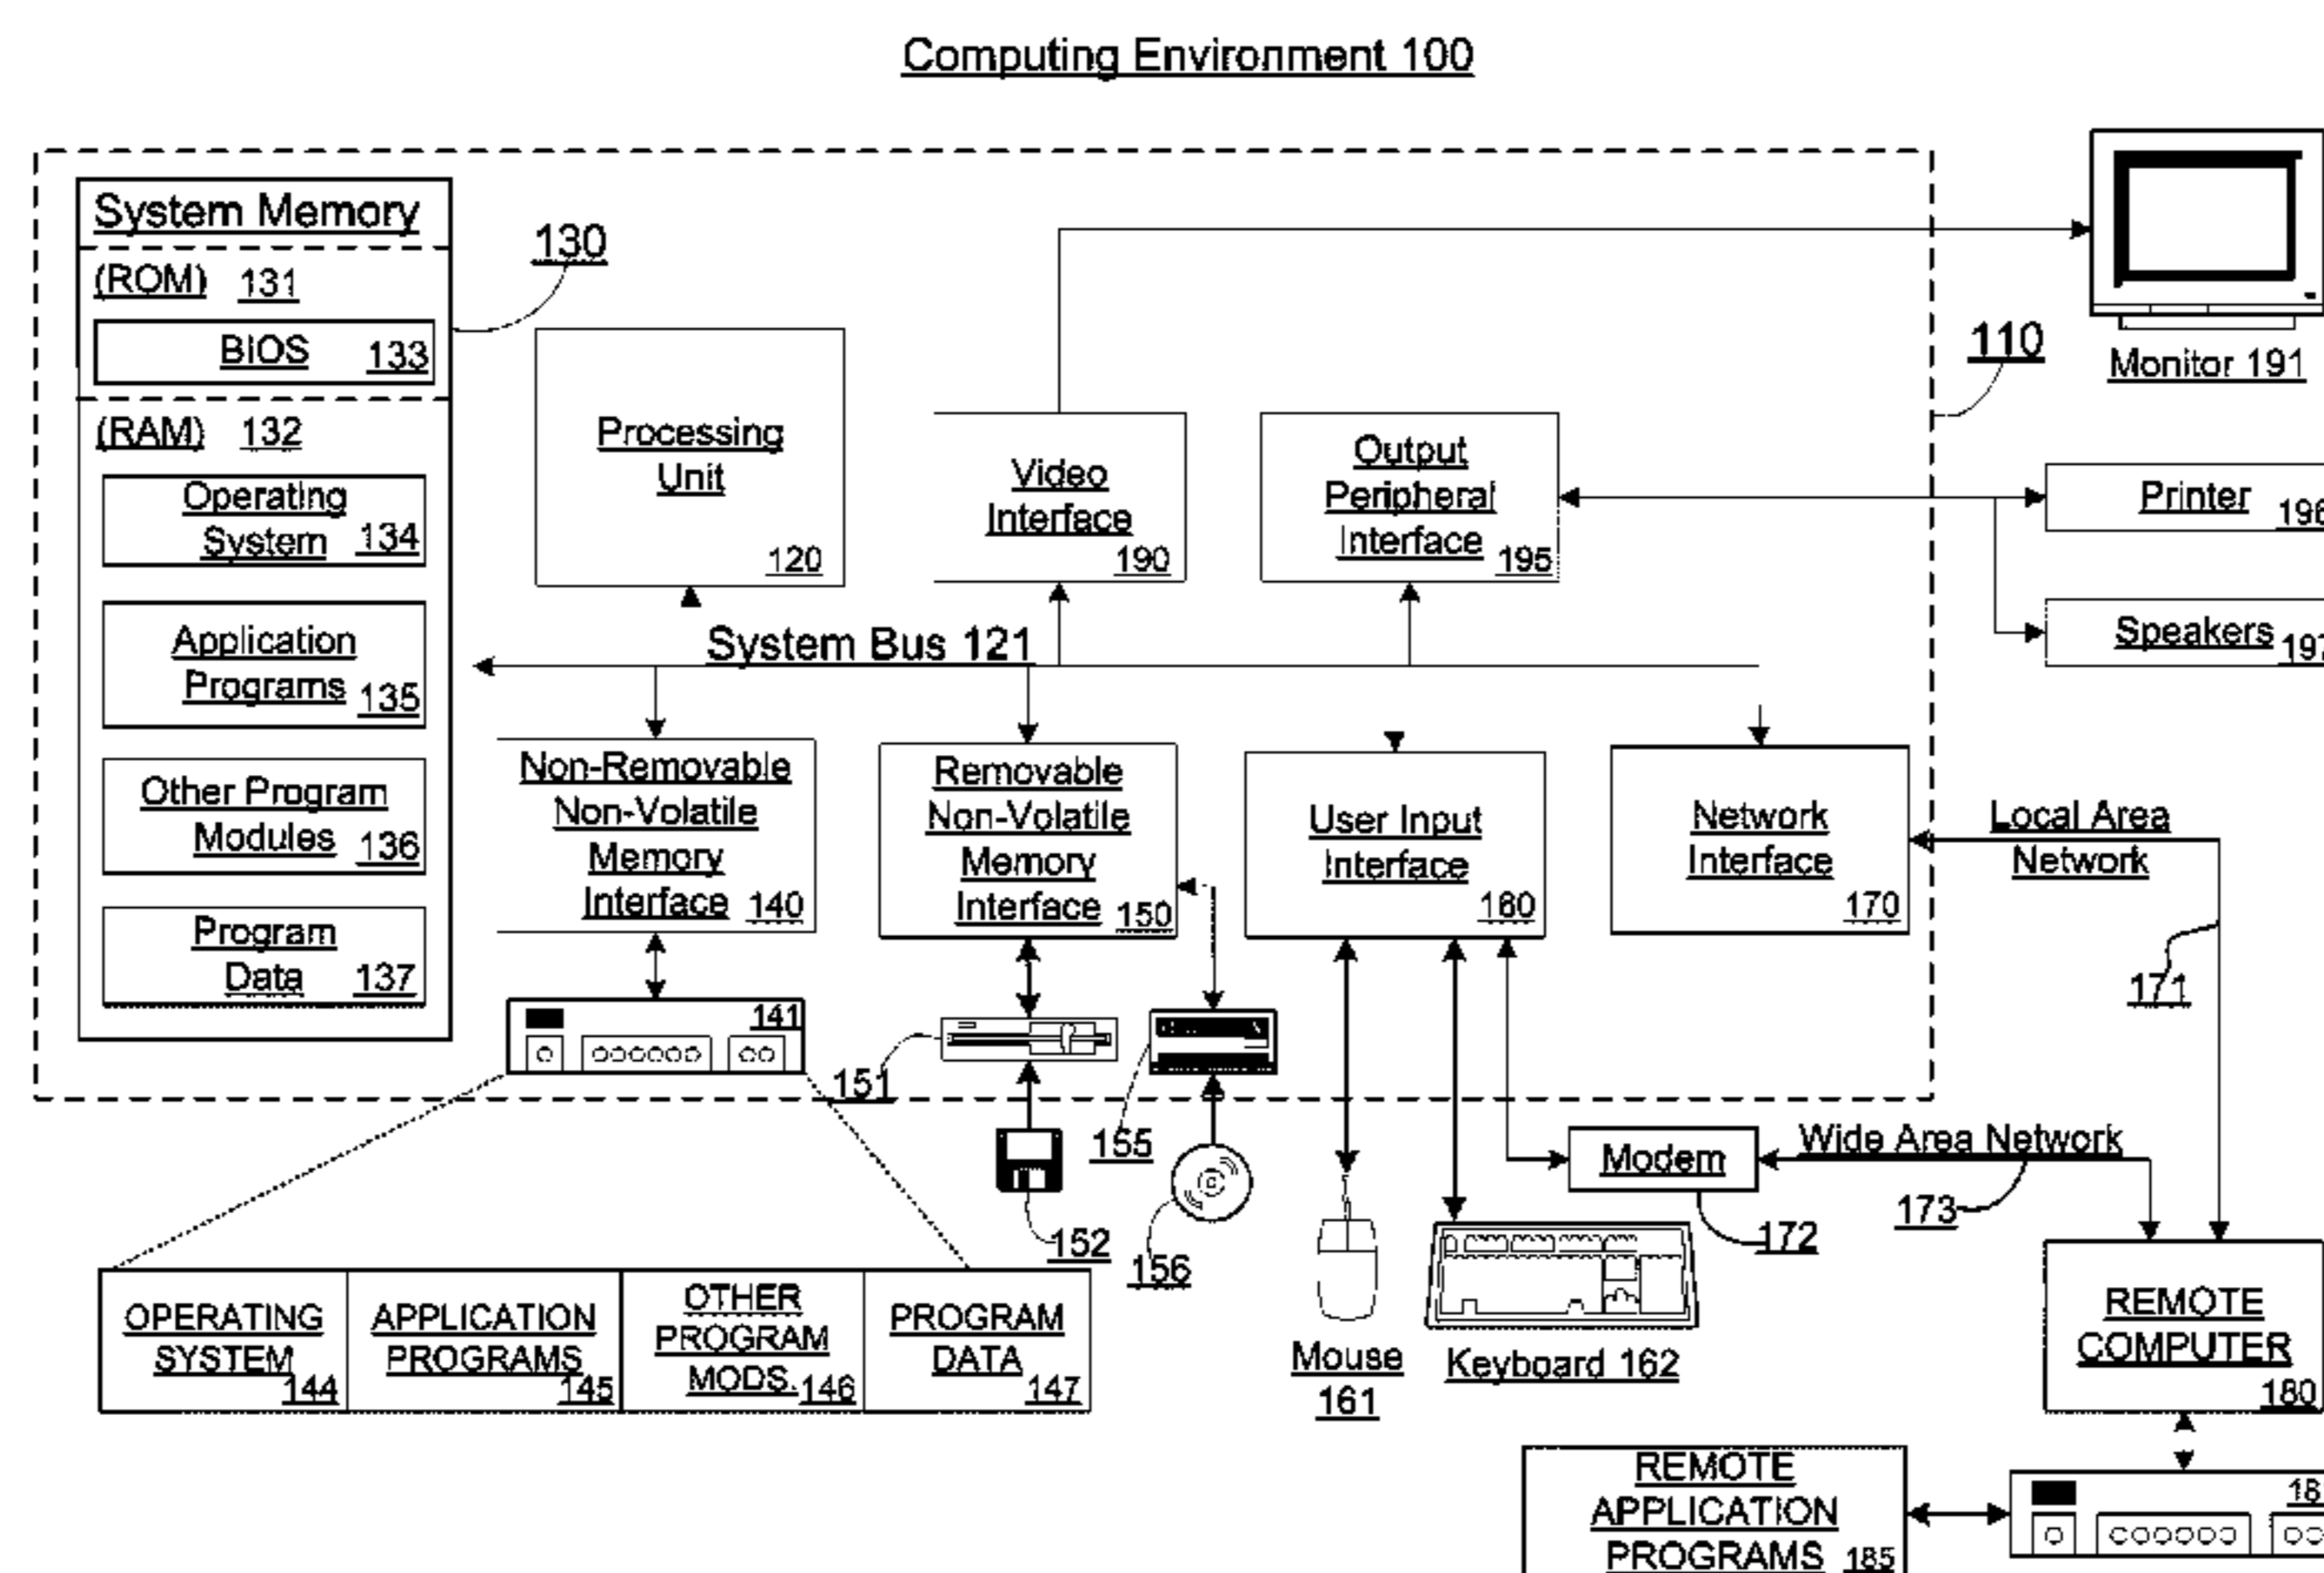 Computing Environment 100
System Memory
(ROM) 131
BIOS 133
(RAM) 132
Operating
System 134
Application
Programs 135
Other Program
Modules 136
Program
Data 137
130
Processing
Unit
120
Video
Interface
190
Output
Peripheral
Interface 195
110
Monitor 191
Printer
Speakers
System Bus 121
Non-Removable
Non-Volatile
Memory
Interface 140
Removable
Non-Volatile
Memory
Interface 150
User Input
Interface
160
Network
Interface
170
Local Area
Network
171
141
151
155
152
156
Modem
172
Wide Area Network
173
Mouse
161
Keyboard 162
OPERATING
SYSTEM
144
APPLICATION
PROGRAMS
145
OTHER
PROGRAM
MODS. 146
PROGRAM
DATA
147
REMOTE
COMPUTER
180
REMOTE
APPLICATION
PROGRAMS 185